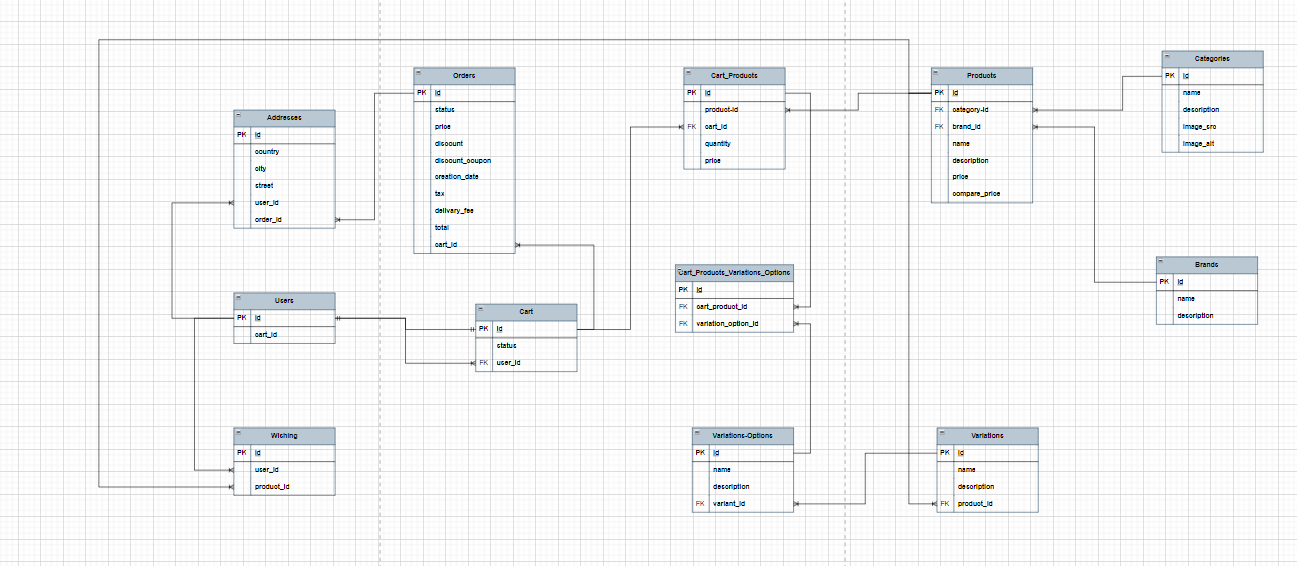 Orders
PK id
status
price
discount
discount_coupon
creation_date
tax
delivary_fee
total
cart_id
Cart_Products
PK id
product-id
FK cart_id
quantity
price
Products
PK id
FK category-id
FK brand_id
name
description
price
compare_price
Categories
PK id
name
description
image_src
image_alt
Addresses
PK id
country
city
street
user_id
order_id
Cart_Products_Variations_Options
PK id
FK cart_product_id
FK variation_option_id
Brands
PK id
name
description
Users
PK id
cart_id
Cart
PK id
status
FK user_id
Wishing
PK id
user_id
product_id
Variations-Options
PK id
name
description
FK variant_id
Variations
PK id
name
description
FK product_id